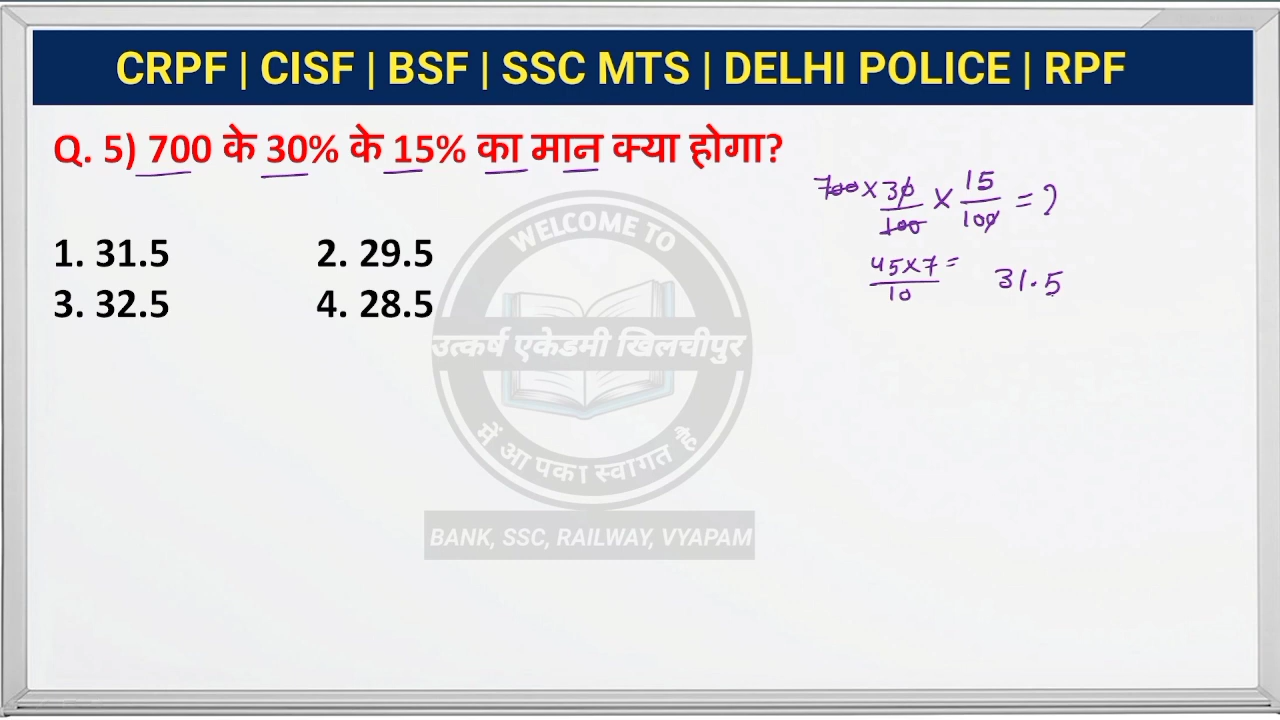 CRPF | CISF | BSF | SSC MTS | DELHI POLICE | RPF
Q. 5) 700 के 30% के 15% का मान क्या होगा?
1. 31.5 2. 29.5
3. 32.5 4. 28.5
700 × 30/100 × 15/100 = ?
45×7/10 = 31.5
WELCOME TO
उत्कर्ष एकेडमी खिलचीपुर
में आपका स्वागत है
BANK, SSC, RAILWAY, VYAPAM